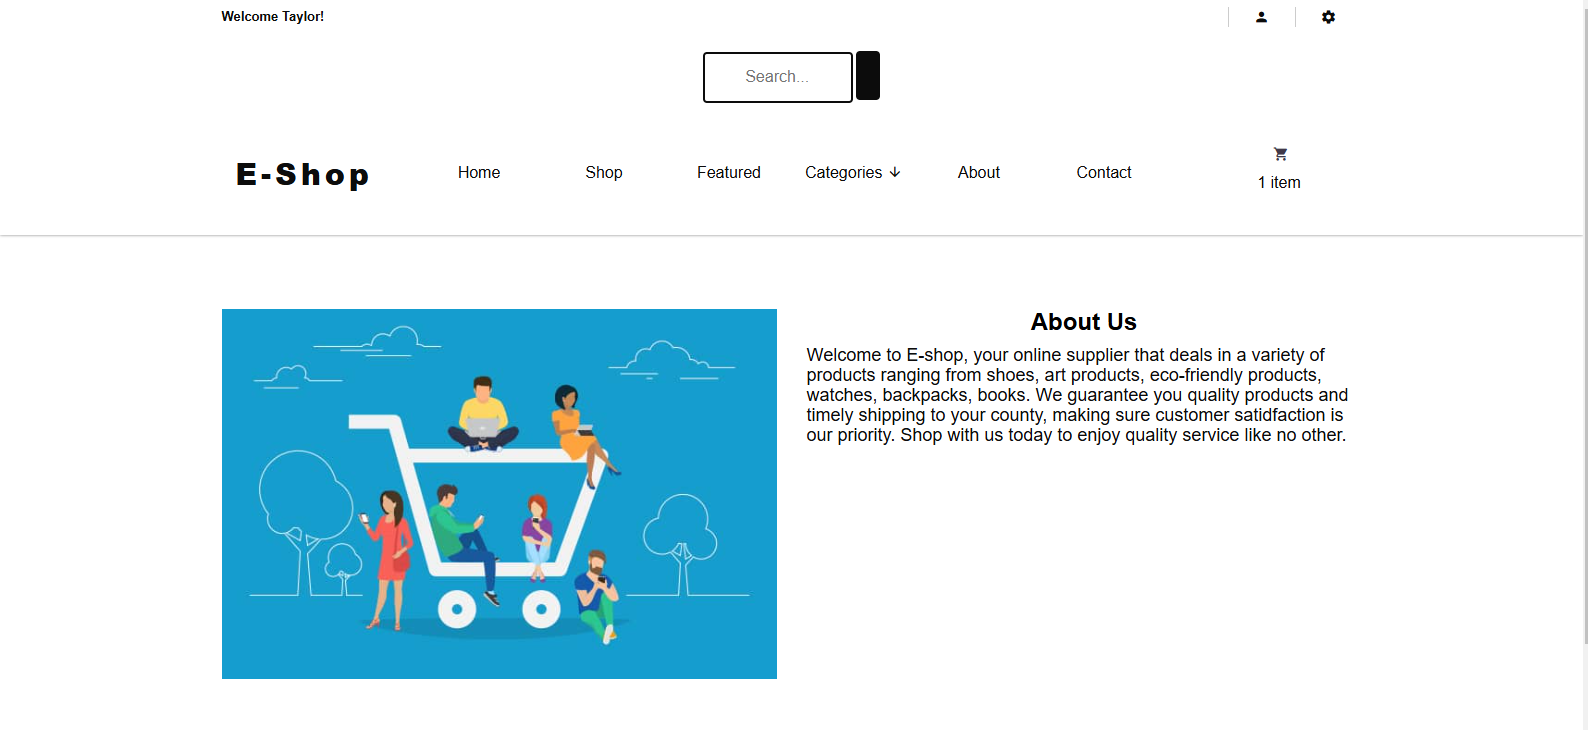 Welcome Taylor!
Search...
E-Shop
Home
Shop
Featured
Categories
About
Contact
1 item
About Us
Welcome to E-shop, your online supplier that deals in a variety of
products ranging from shoes, art products, eco-friendly products,
watches, backpacks, books. We guarantee you quality products and
timely shipping to your county, making sure customer satidfaction is
our priority. Shop with us today to enjoy quality service like no other.